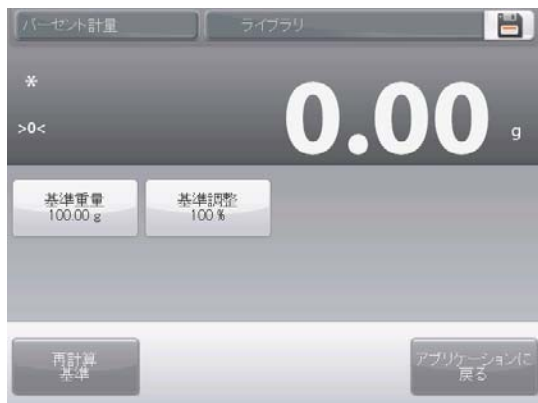 パーセント計量
ライブラリ
*
>0<
0.00 g
基準重量
100.00 g
基準調整
100 %
再計算
基準
アプリケーションに
戻る